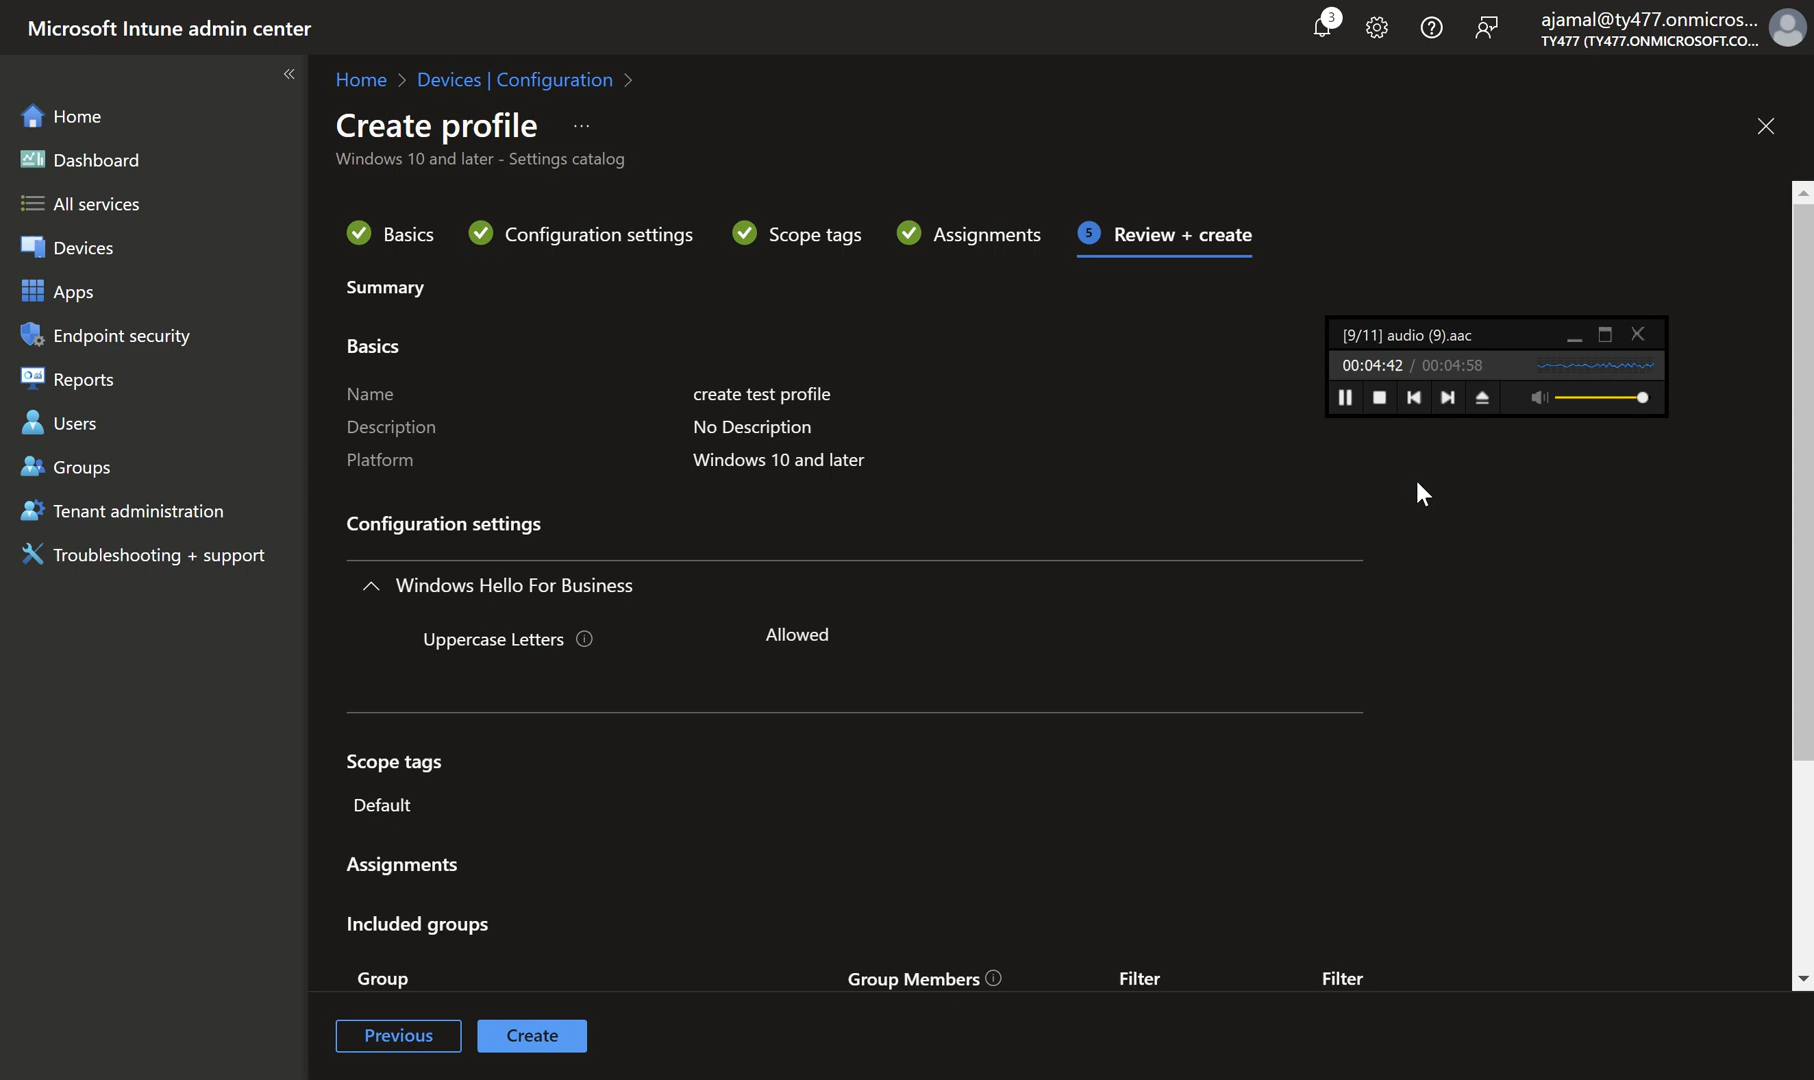 Microsoft Intune admin center
3
ajamal@ty477.onmicros...
TY477 (TY477.ONMICROSOFT.CO...
Home
Dashboard
All services
Devices
Apps
Endpoint security
Reports
Users
Groups
Tenant administration
Troubleshooting + support
Home > Devices | Configuration >
Create profile ...
Windows 10 and later - Settings catalog
Basics
Configuration settings
Scope tags
Assignments
5 Review + create
Summary
Basics
Name create test profile
Description No Description
Platform Windows 10 and later
[9/11] audio (9).aac
00:04:42 / 00:04:58
Configuration settings
Windows Hello For Business
Uppercase Letters Allowed
Scope tags
Default
Assignments
Included groups
Group Group Members Filter Filter
Previous Create